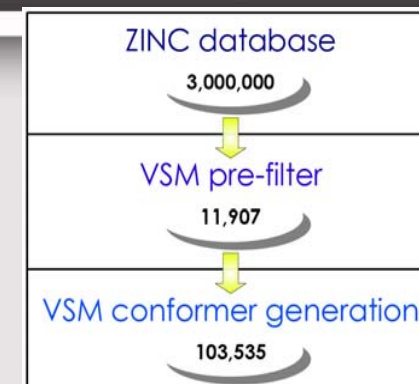 ZINC database
3,000,000
VSM pre-filter
11,907
VSM conformer generation
103,535